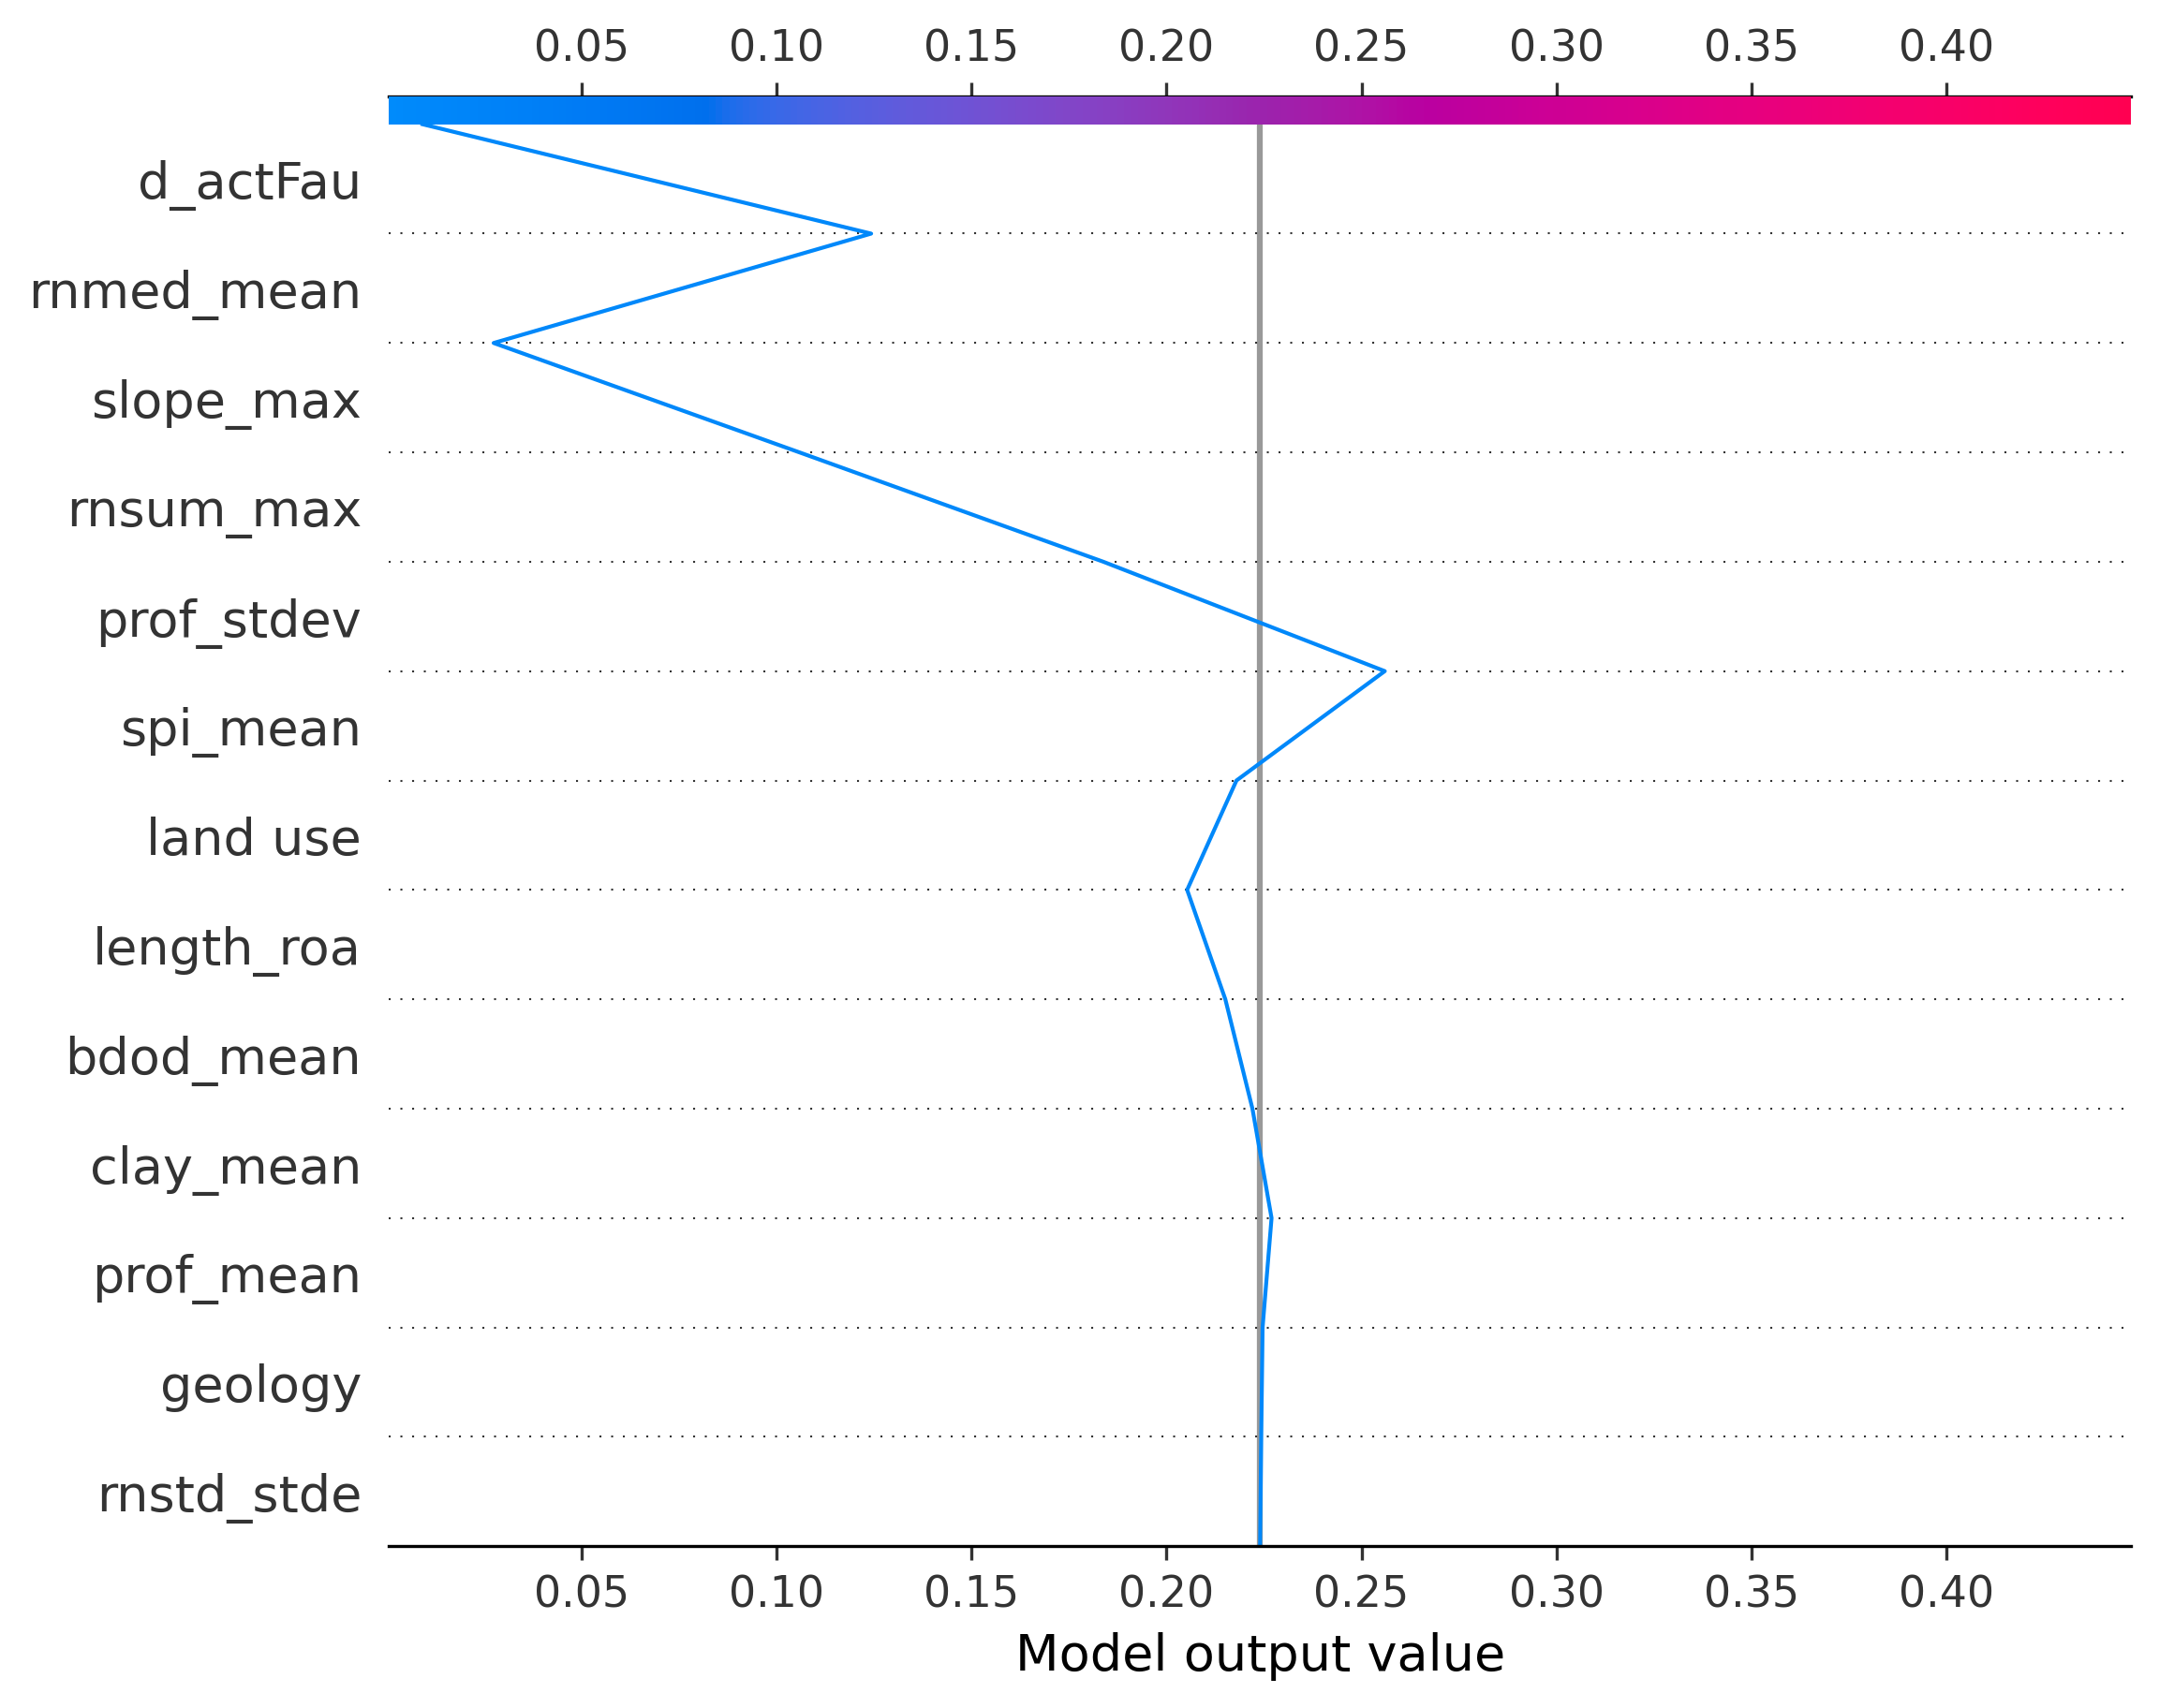 0.05 0.10 0.15 0.20 0.25 0.30 0.35 0.40
d_actFau
rnmed_mean
slope_max
rnsum_max
prof_stdev
spi_mean
land use
length_roa
bdod_mean
clay_mean
prof_mean
geology
rnstd_stde
0.05 0.10 0.15 0.20 0.25 0.30 0.35 0.40
Model output value